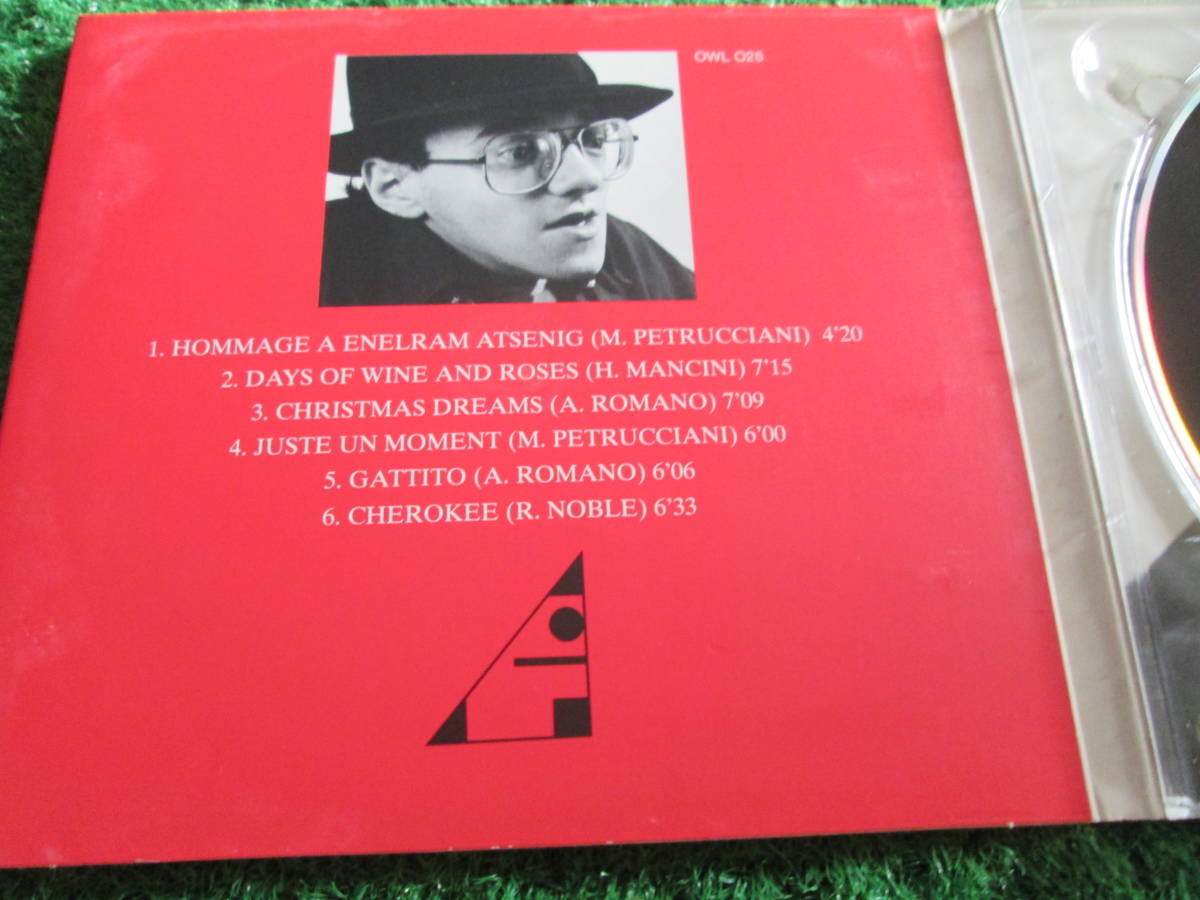 OWL 025
1. HOMMAGE A ENELRAM ATSENIG (M. PETRUCCIANI) 4'20
2. DAYS OF WINE AND ROSES (H. MANCINI) 7'15
3. CHRISTMAS DREAMS (A. ROMANO) 7'09
4. JUSTE UN MOMENT (M. PETRUCCIANI) 6'00
5. GATTITO (A. ROMANO) 6'06
6. CHEROKEE (R. NOBLE) 6'33